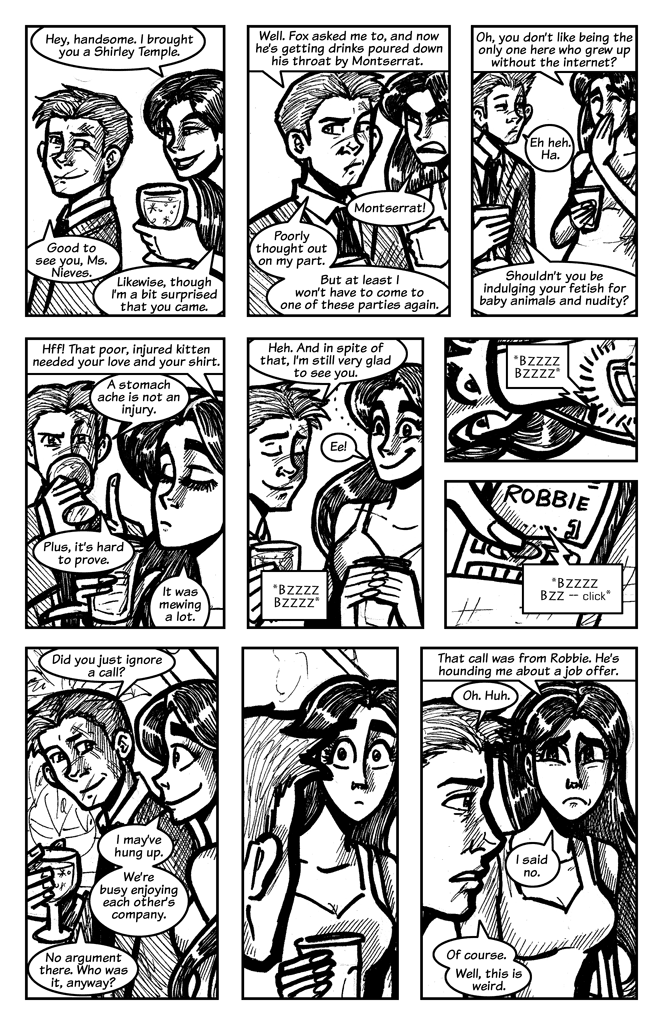 Hey, handsome. I brought
you a Shirley Temple.
Good to
see you, Ms.
Nieves.
Likewise, though
I'm a bit surprised
that you came.
Well. Fox asked me to, and now
he's getting drinks poured down
his throat by Montserrat.
Montserrat!
Poorly
thought out
on my part.
But at least I
won't have to come to
one of these parties again.
Oh, you don't like being the
only one here who grew up
without the internet?
Eh heh.
Ha.
Shouldn't you be
indulging your fetish for
baby animals and nudity?
Hff! That poor, injured kitten
needed your love and your shirt.
A stomach
ache is not an
injury.
Plus, it's hard
to prove.
It was
mewing
a lot.
Heh. And in spite of
that, I'm still very glad
to see you.
Ee!
*Bzzzz
Bzzzz*
*Bzzzz
Bzzzz*
ROBBIE
*Bzzzz
Bzz -- click*
Did you just ignore
a call?
I may've
hung up.
We're
busy enjoying
each other's
company.
No argument
there. Who was
it, anyway?
That call was from Robbie. He's
hounding me about a job offer.
Oh. Huh.
I said
no.
Of course.
Well, this is
weird.